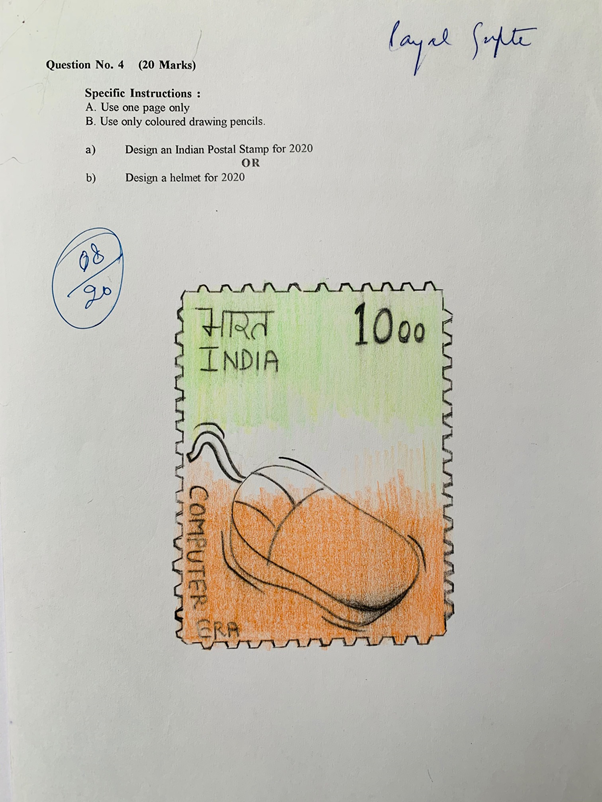 Payal Gupte
Question No. 4 (20 Marks)
Specific Instructions :
A. Use one page only
B. Use only coloured drawing pencils.
a) Design an Indian Postal Stamp for 2020
OR
b) Design a helmet for 2020
08
20
भारत 1000
INDIA
COMPUTER
ERA